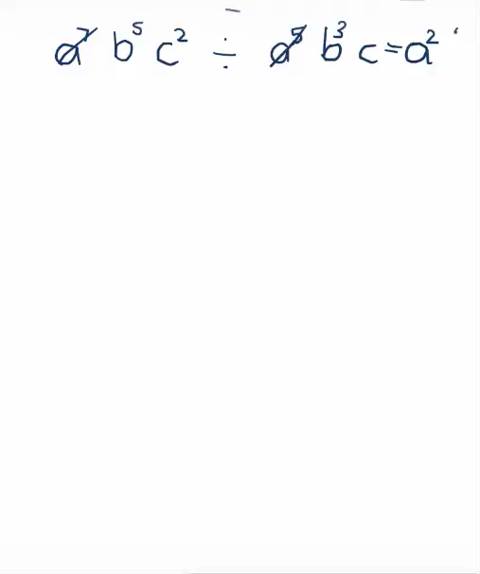 a⁷ b⁵ c² ÷ a⁵ b³ c = a²